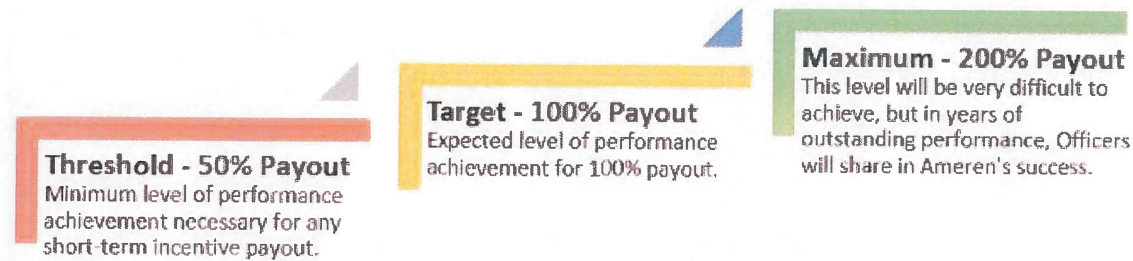 Threshold - 50% Payout
Minimum level of performance
achievement necessary for any
short-term incentive payout.
Target - 100% Payout
Expected level of performance
achievement for 100% payout.
Maximum - 200% Payout
This level will be very difficult to
achieve, but in years of
outstanding performance, Officers
will share in Ameren's success.